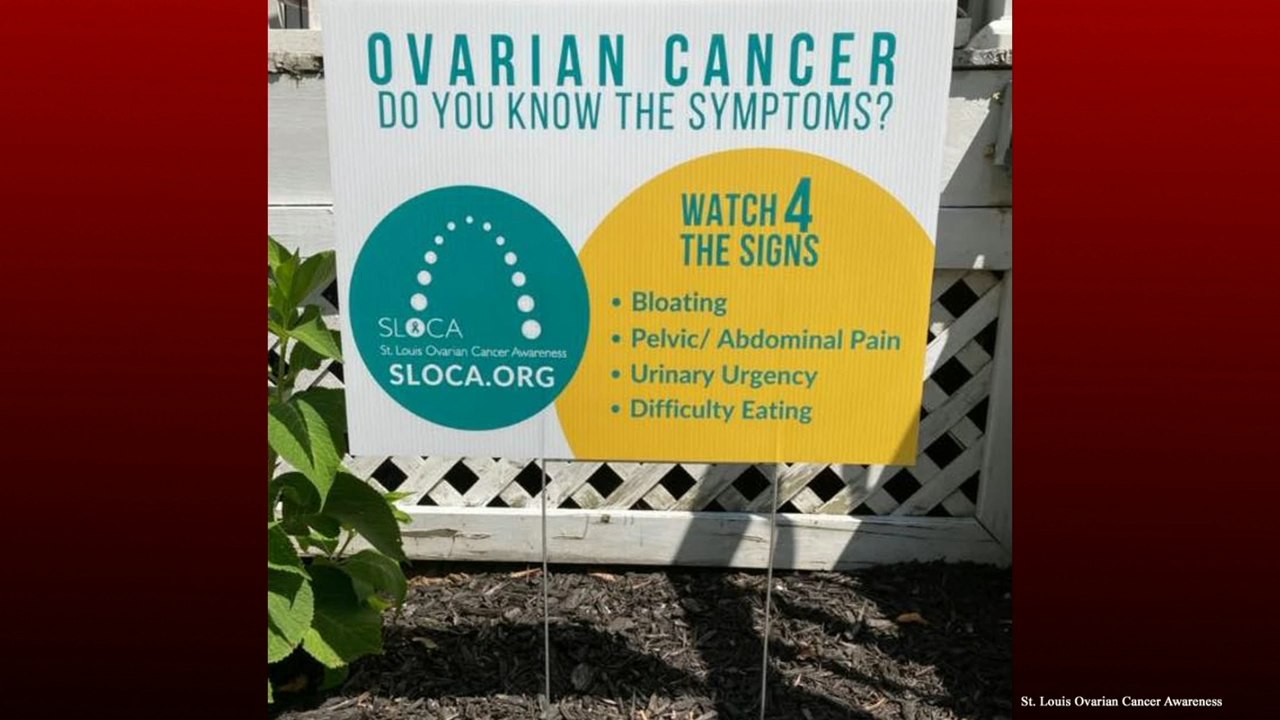 OVARIAN CANCER
DO YOU KNOW THE SYMPTOMS?
WATCH 4
THE SIGNS
• Bloating
• Pelvic/ Abdominal Pain
• Urinary Urgency
• Difficulty Eating
SLOCA
St. Louis Ovarian Cancer Awareness
SLOCA.ORG
St. Louis Ovarian Cancer Awareness